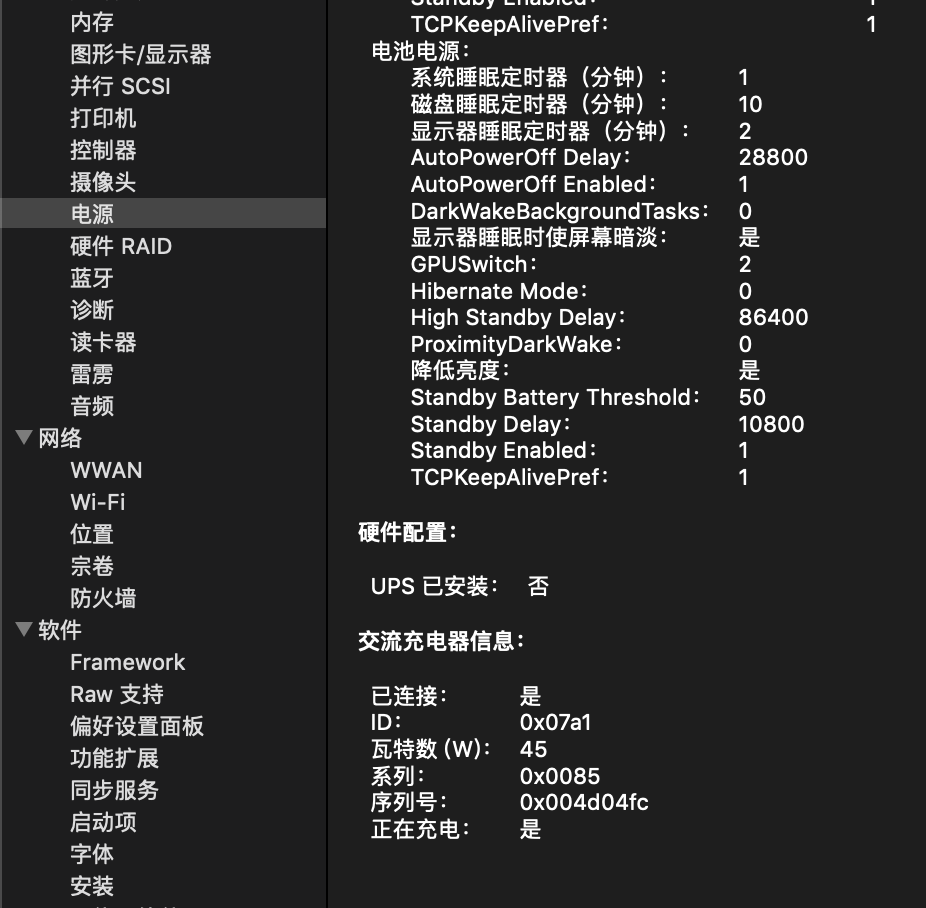 内存
图形卡/显示器
并行 SCSI
打印机
控制器
摄像头
电源
硬件 RAID
蓝牙
诊断
读卡器
雷雳
音频
网络
WWAN
Wi-Fi
位置
宗卷
防火墙
软件
Framework
Raw 支持
偏好设置面板
功能扩展
同步服务
启动项
字体
安装
Standby Enabled: 1
TCPKeepAlivePref: 1
电池电源:
系统睡眠定时器（分钟）: 1
磁盘睡眠定时器（分钟）: 10
显示器睡眠定时器（分钟）: 2
AutoPowerOff Delay: 28800
AutoPowerOff Enabled: 1
DarkWakeBackgroundTasks: 0
显示器睡眠时使屏幕暗淡: 是
GPUSwitch: 2
Hibernate Mode: 0
High Standby Delay: 86400
ProximityDarkWake: 0
降低亮度: 是
Standby Battery Threshold: 50
Standby Delay: 10800
Standby Enabled: 1
TCPKeepAlivePref: 1
硬件配置:
UPS 已安装: 否
交流充电器信息:
已连接: 是
ID: 0x07a1
瓦特数 (W): 45
系列: 0x0085
序列号: 0x004d04fc
正在充电: 是